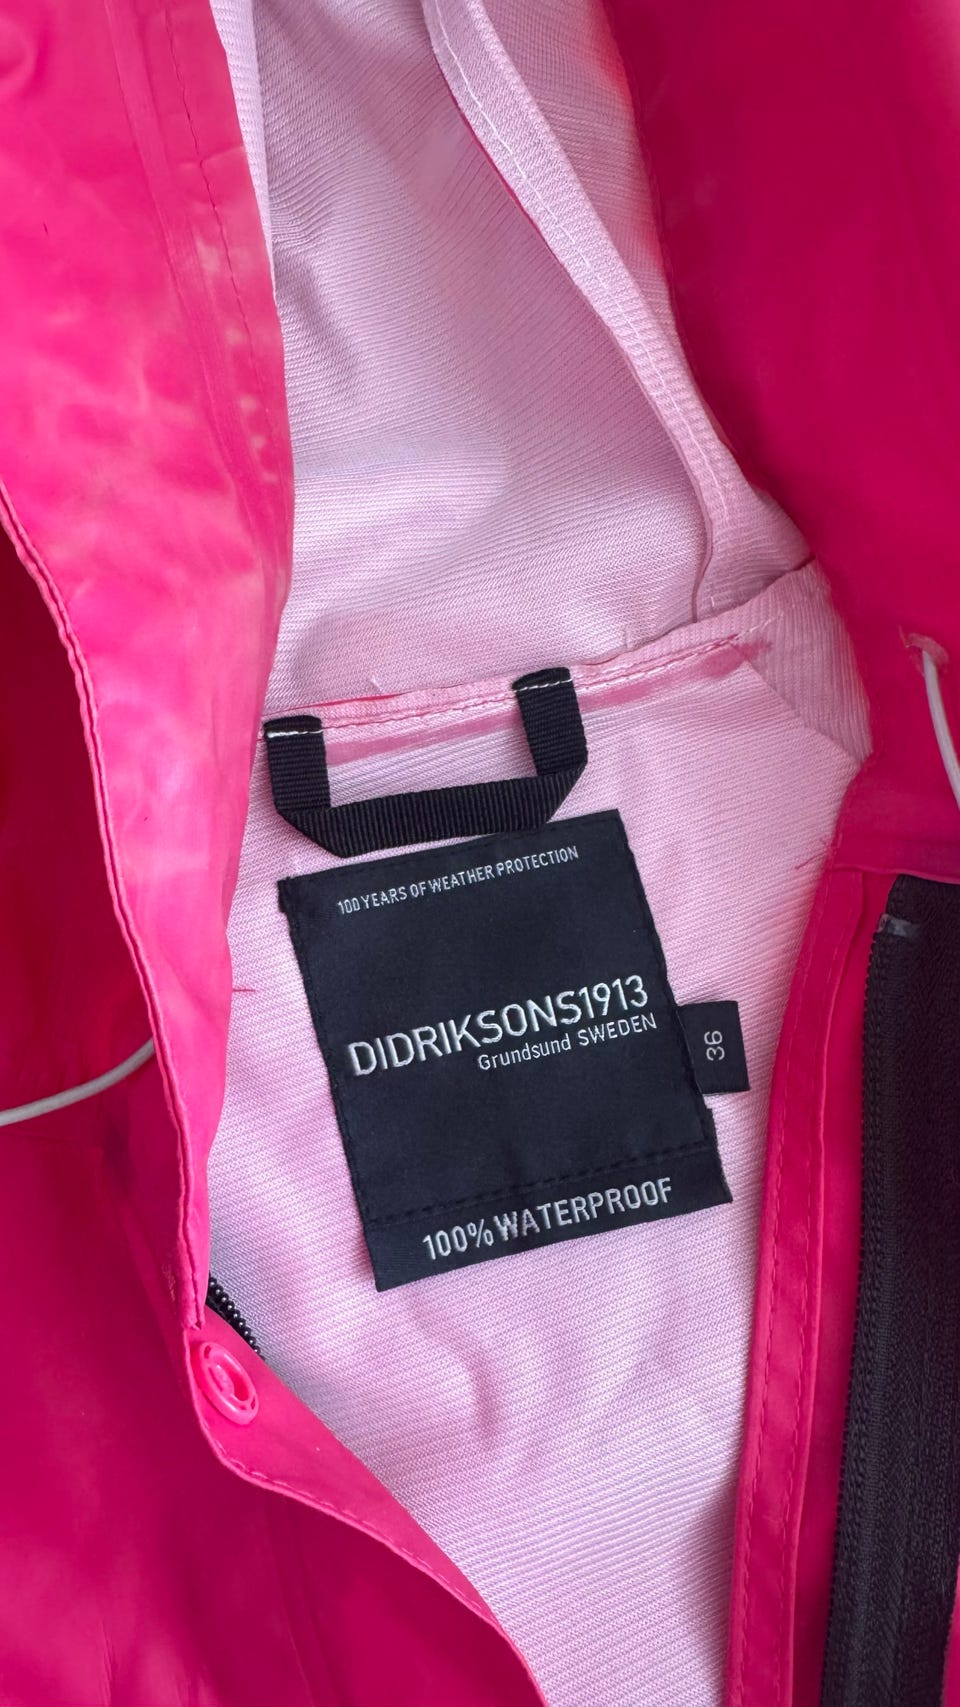 100 YEARS OF WEATHER PROTECTION
DIDRIKSONS1913
Grundsund SWEDEN
36
100% WATERPROOF